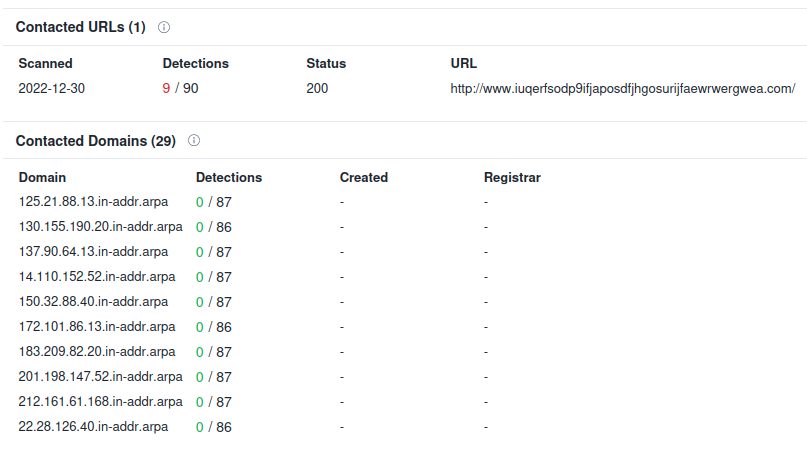 Contacted URLs (1)
Scanned Detections Status URL
2022-12-30 9 / 90 200 http://www.iuqerfsodp9ifjaposdfjhgosurijfaewrwergwea.com/
Contacted Domains (29)
Domain Detections Created Registrar
125.21.88.13.in-addr.arpa 0 / 87 - -
130.155.190.20.in-addr.arpa 0 / 86 - -
137.90.64.13.in-addr.arpa 0 / 87 - -
14.110.152.52.in-addr.arpa 0 / 87 - -
150.32.88.40.in-addr.arpa 0 / 87 - -
172.101.86.13.in-addr.arpa 0 / 86 - -
183.209.82.20.in-addr.arpa 0 / 87 - -
201.198.147.52.in-addr.arpa 0 / 87 - -
212.161.61.168.in-addr.arpa 0 / 87 - -
22.28.126.40.in-addr.arpa 0 / 86 - -